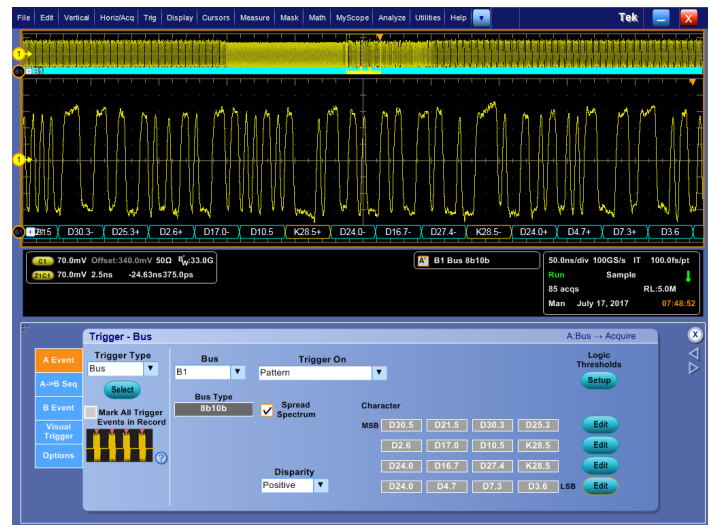 File Edit Vertical Horiz/Acq Trig Display Cursors Measure Mask Math MyScope Analyze Utilities Help Tek X
1
B1 B1
1
D30.3- D25.3+ D2.6+ D17.0- D10.5 K28.5+ D24.0- D16.7- D27.4- K28.5- D24.0+ D4.7+ D7.3+ D3.6
C1 70.0mV Offset:340.0mV 50Ω BW:33.0G
Z1C1 70.0mV 2.5ns -24.63ns375.0ps
A' B1 Bus 8b10b
50.0ns/div 100GS/s IT 100.0fs/pt
Run Sample
85 acqs RL:5.0M
Man July 17, 2017 07:48:52
Trigger - Bus A:Bus → Acquire X
A Event
A->B Seq
B Event
Visual
Trigger
Options
Trigger Type
Bus
Select
Mark All Trigger
Events in Record
?
Bus
B1
Bus Type
8b10b
Trigger On
Pattern
Spread
Spectrum
Disparity
Positive
Logic
Thresholds
Setup
Character
MSB D30.5 D21.5 D30.3 D25.3 Edit
D2.6 D17.0 D10.5 K28.5 Edit
D24.0 D16.7 D27.4 K28.5 Edit
D24.0 D4.7 D7.3 D3.6 LSB Edit